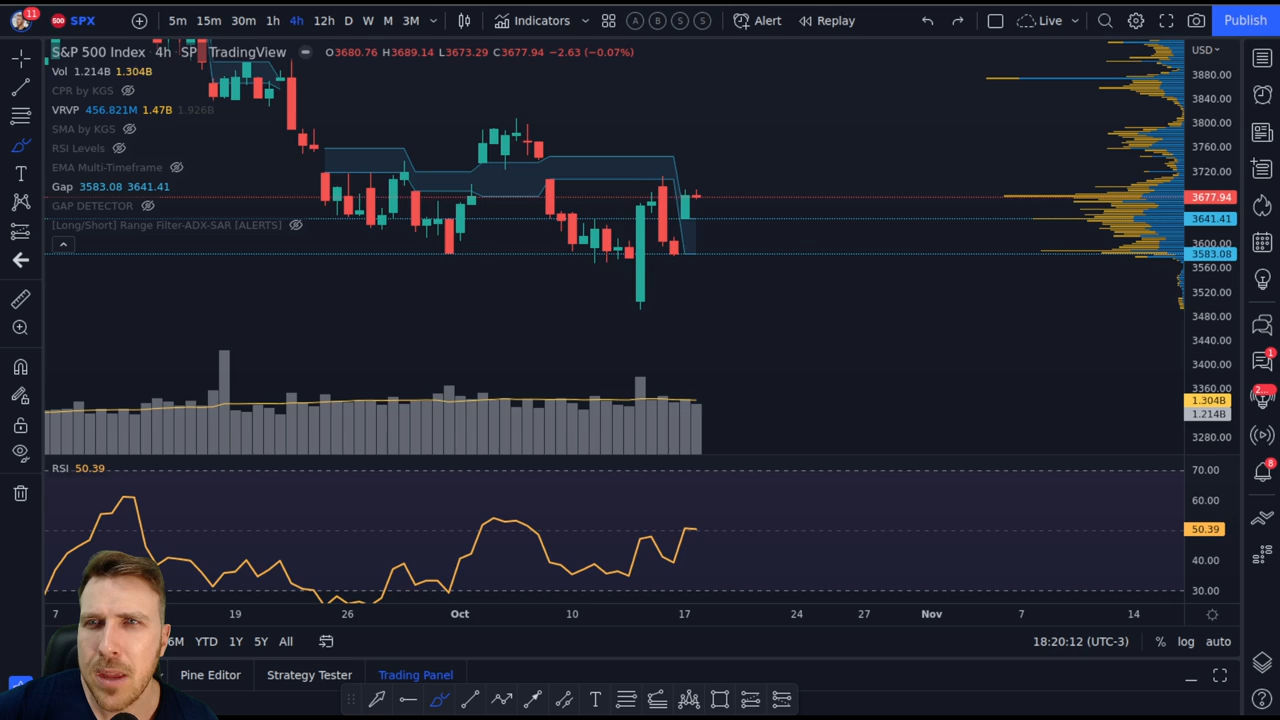 11
500 SPX
5m 15m 30m 1h 4h 12h D W M 3M
Indicators
A B S S
Alert
Replay
Live
Publish
S&P 500 Index 4h SP TradingView
O3680.76 H3689.14 L3673.29 C3677.94 −2.63 (−0.07%)
Vol 1.214B 1.304B
CPR by KGS
VRVP 456.821M 1.47B 1.926B
SMA by KGS
RSI Levels
EMA Multi-Timeframe
Gap 3583.08 3641.41
GAP DETECTOR
[Long/Short] Range Filter-ADX-SAR [ALERTS]
USD
3880.00
3840.00
3800.00
3760.00
3720.00
3677.94
3641.41
3600.00
3583.08
3560.00
3520.00
3480.00
3440.00
3400.00
3360.00
1.304B
1.214B
3280.00
RSI 50.39
70.00
60.00
50.39
40.00
30.00
7 19 26 Oct 10 17 24 27 Nov 7 14
6M YTD 1Y 5Y All
18:20:12 (UTC-3)
% log auto
Pine Editor
Strategy Tester
Trading Panel
T
T
1
2...
8